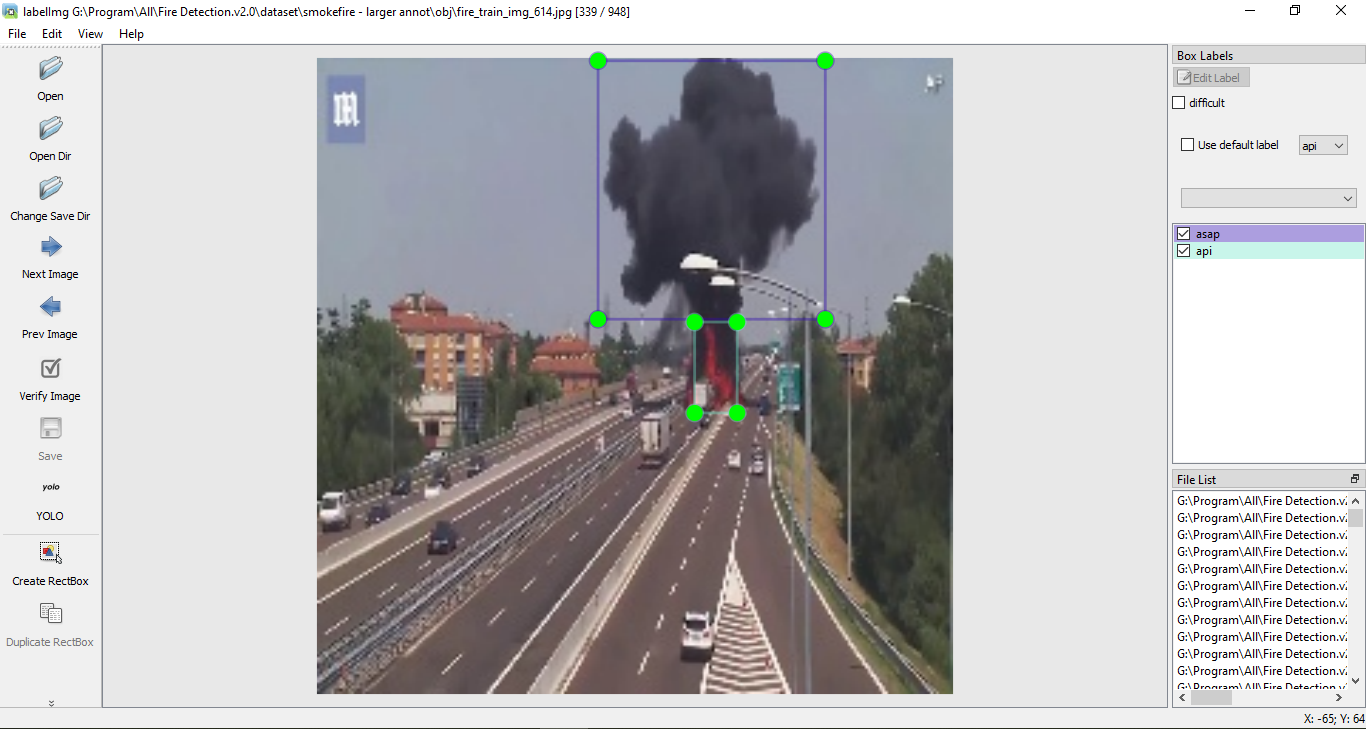 labelImg G:\Program\All\Fire Detection.v2.0\dataset\smokefire - larger annot\obj\fire_train_img_614.jpg [339 / 948]
File Edit View Help
Open
Open Dir
Change Save Dir
Next Image
Prev Image
Verify Image
Save
yolo
YOLO
Create RectBox
Duplicate RectBox
M
AP
Box Labels
Edit Label
difficult
Use default label api
asap
api
File List
G:\Program\All\Fire Detection.v
G:\Program\All\Fire Detection.v
G:\Program\All\Fire Detection.v
G:\Program\All\Fire Detection.v
G:\Program\All\Fire Detection.v
G:\Program\All\Fire Detection.v
G:\Program\All\Fire Detection.v
G:\Program\All\Fire Detection.v
G:\Program\All\Fire Detection.v
G:\Program\All\Fire Detection.v
G:\Program\All\Fire Detection.v
G:\Program\All\Fire Detection.v
X: -65; Y: 64